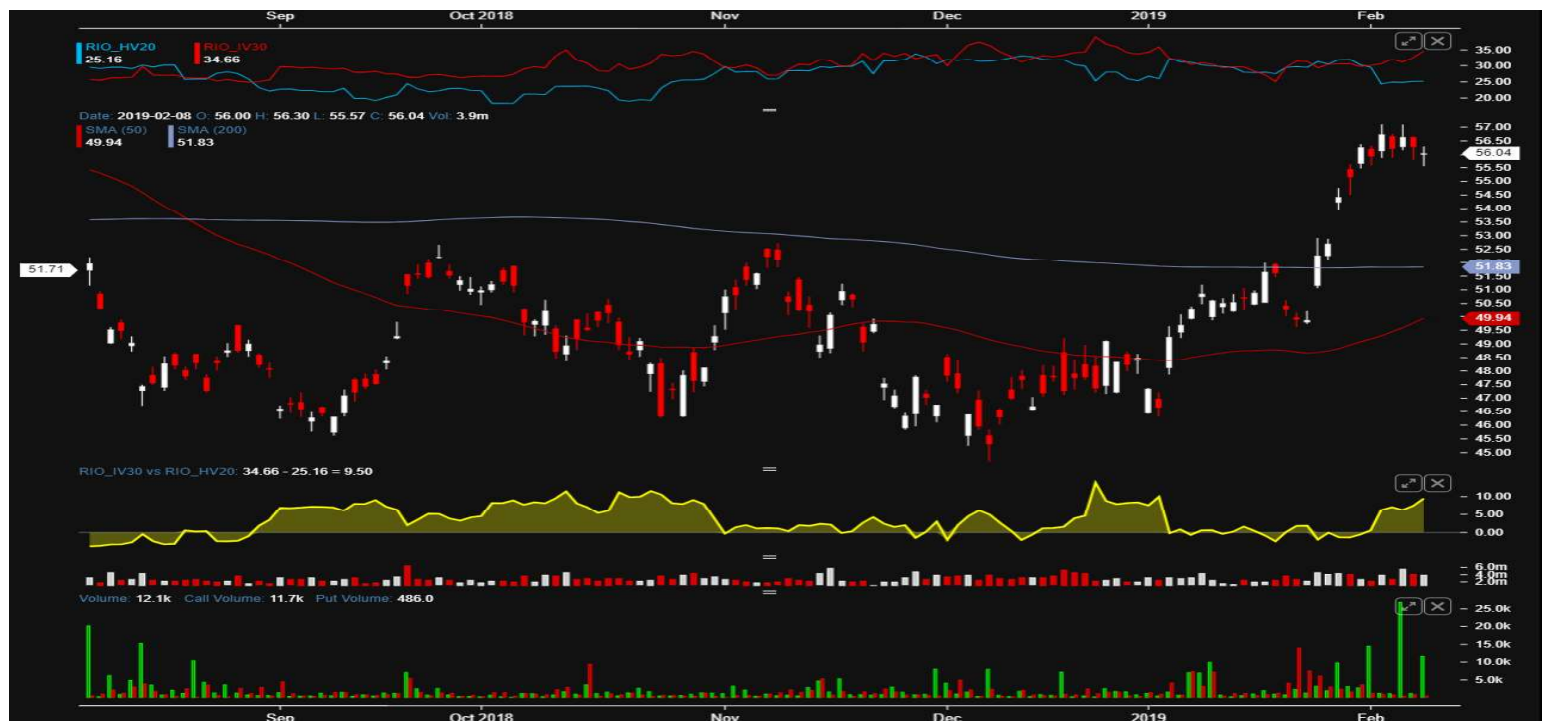 Sep Oct 2018 Nov Dec 2019 Feb
RIO_HV20 RIO_IV30
25.16 34.66
35.00
30.00
25.00
20.00
Date: 2019-02-08 O: 56.00 H: 56.30 L: 55.57 C: 56.04 Vol: 3.9m
SMA (50) SMA (200)
49.94 51.83
57.00
56.50
56.04
55.50
55.00
54.50
54.00
53.50
53.00
52.50
51.71
51.83
51.50
51.00
50.50
49.94
49.50
49.00
48.50
48.00
47.50
47.00
46.50
46.00
45.50
45.00
RIO_IV30 vs RIO_HV20: 34.66 - 25.16 = 9.50
10.00
5.00
0.00
6.0m
4.0m
2.0m
Volume: 12.1k Call Volume: 11.7k Put Volume: 486.0
25.0k
20.0k
15.0k
10.0k
5.0k
Sep Oct 2018 Nov Dec 2019 Feb